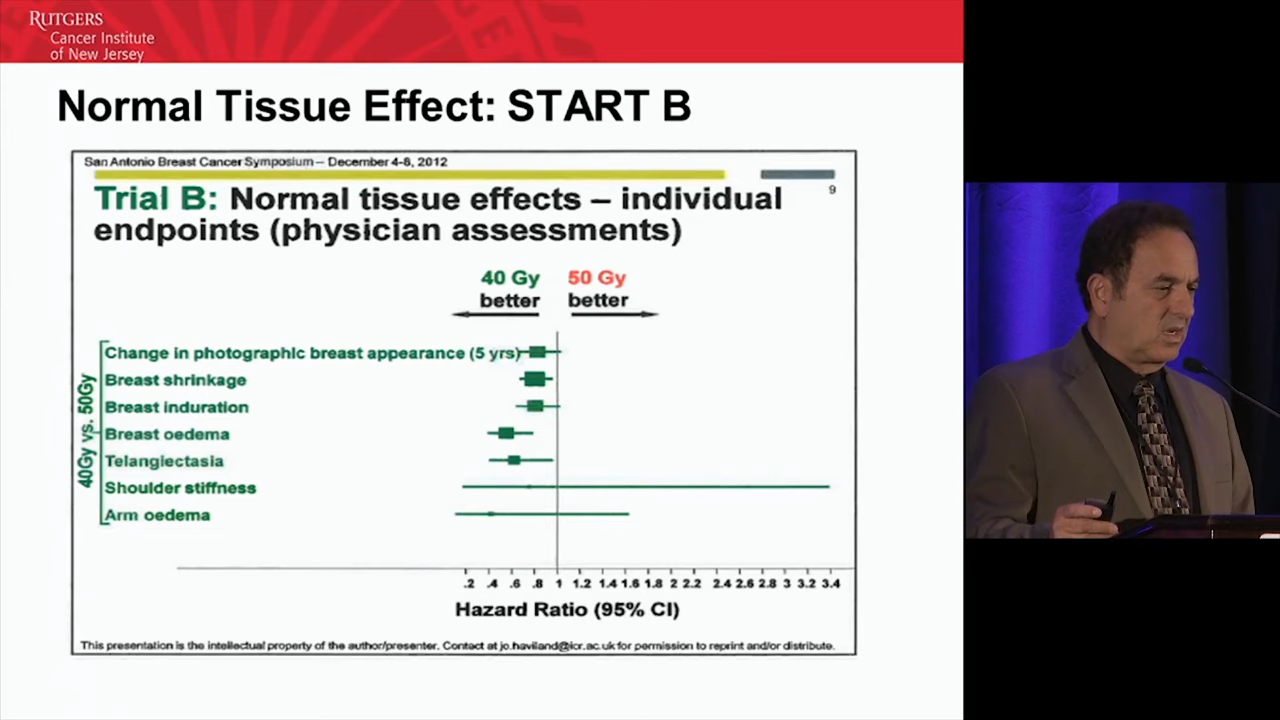 RUTGERS
Cancer Institute
of New Jersey
Normal Tissue Effect: START B
San Antonio Breast Cancer Symposium – December 4-8, 2012
9
Trial B: Normal tissue effects – individual
endpoints (physician assessments)
40 Gy 50 Gy
better better
40Gy vs. 50Gy
Change in photographic breast appearance (5 yrs)
Breast shrinkage
Breast induration
Breast oedema
Telangiectasia
Shoulder stiffness
Arm oedema
.2 .4 .6 .8 1 1.2 1.4 1.6 1.8 2 2.2 2.4 2.6 2.8 3 3.2 3.4
Hazard Ratio (95% CI)
This presentation is the intellectual property of the author/presenter. Contact at jo.haviland@icr.ac.uk for permission to reprint and/or distribute.